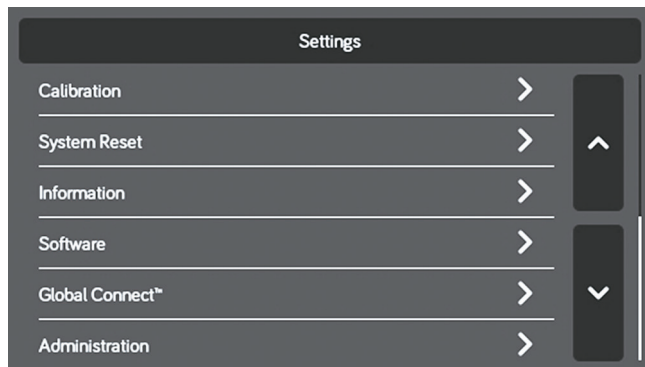 Settings
Calibration
System Reset
Information
Software
Global Connect™
Administration